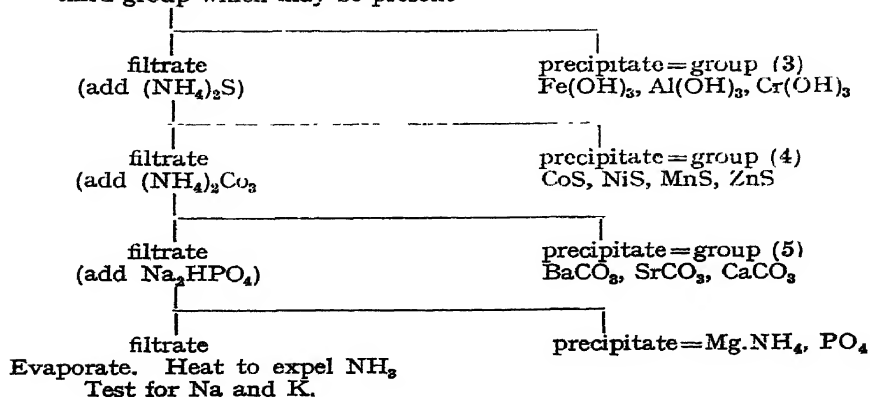 third group which may be present
filtrate precipitate=group (3)
(add (NH₄)₂S) Fe(OH)₃, Al(OH)₃, Cr(OH)₃
filtrate precipitate=group (4)
(add (NH₄)₂Co₃ CoS, NiS, MnS, ZnS
filtrate precipitate=group (5)
(add Na₂HPO₄) BaCO₃, SrCO₃, CaCO₃
filtrate precipitate=Mg.NH₄, PO₄
Evaporate. Heat to expel NH₃
Test for Na and K.